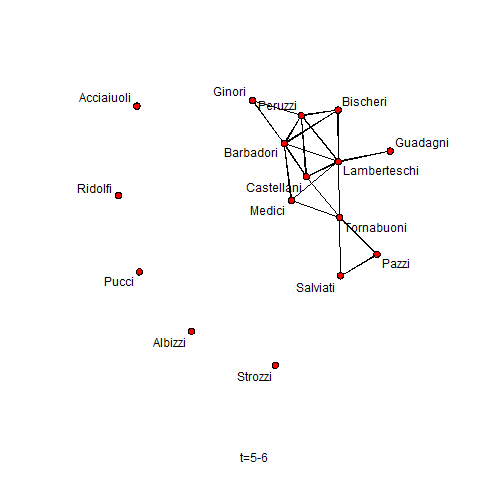 Ginori
Acciaiuoli
Peruzzi
Bischeri
Guadagni
Barbadori
Lamberteschi
Ridolfi
Castellani
Medici
Tornabuoni
Pazzi
Pucci
Salviati
Albizzi
Strozzi
t=5-6